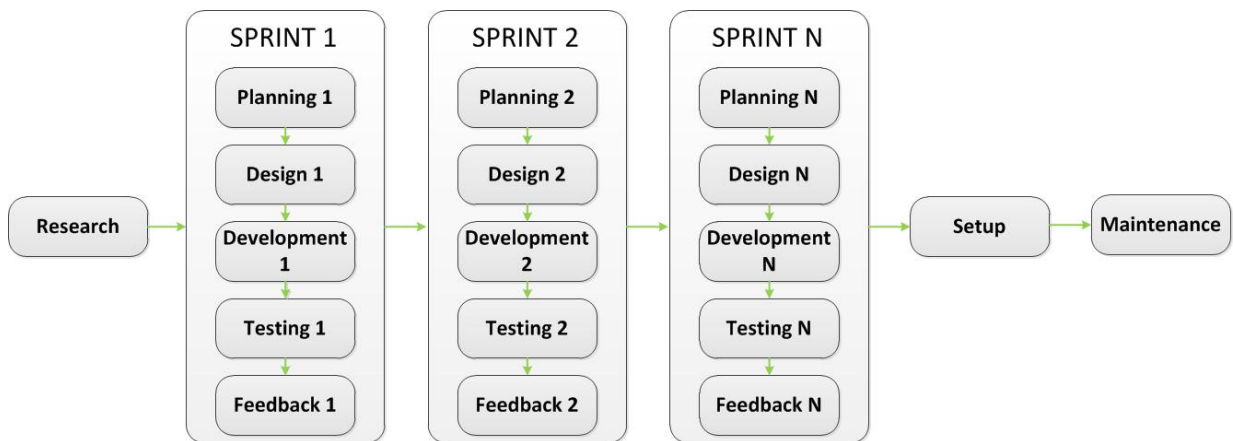 Research
SPRINT 1
Planning 1
Design 1
Development
1
Testing 1
Feedback 1
SPRINT 2
Planning 2
Design 2
Development
2
Testing 2
Feedback 2
SPRINT N
Planning N
Design N
Development
N
Testing N
Feedback N
Setup
Maintenance